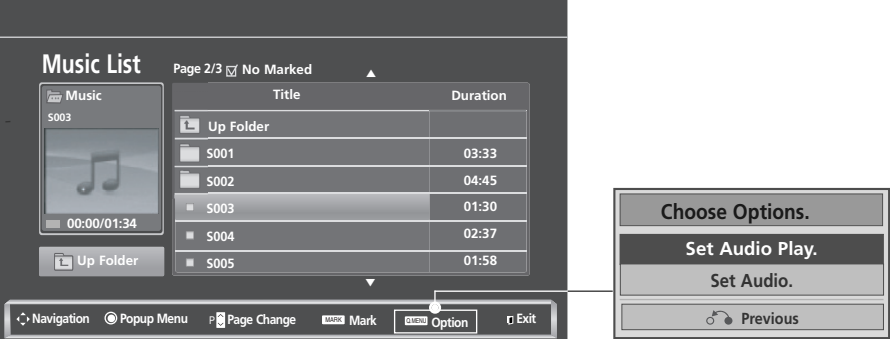 Music List
Page 2/3 No Marked
Music
S003
00:00/01:34
Up Folder
Title Duration
Up Folder
S001 03:33
S002 04:45
S003 01:30
S004 02:37
S005 01:58
Navigation Popup Menu P Page Change MARK Mark Q.MENU Option Exit
Choose Options.
Set Audio Play.
Set Audio.
Previous